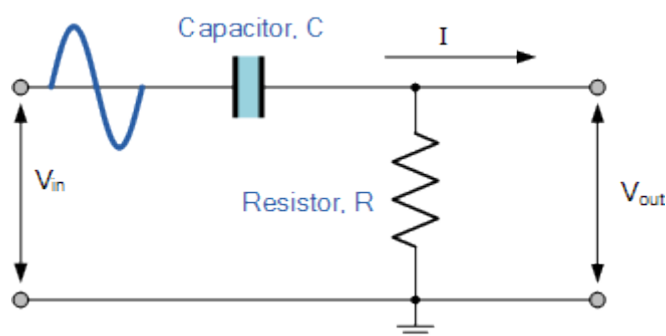 Capacitor, C
I
Vin
Resistor, R
Vout